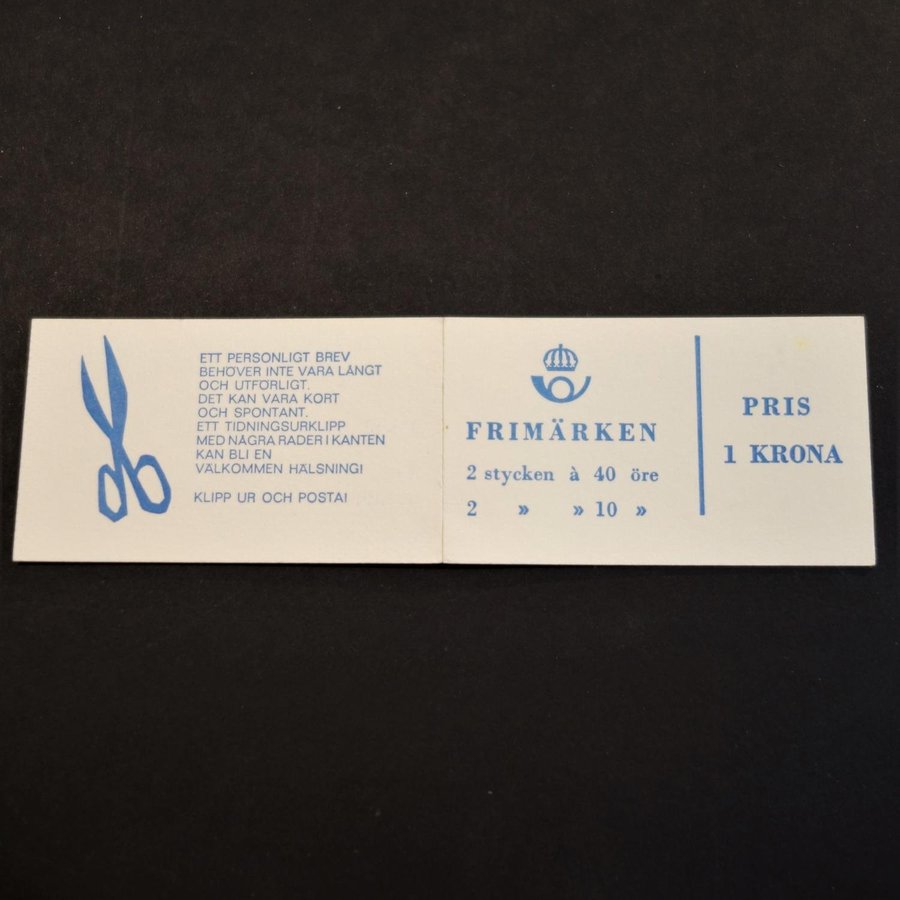 ETT PERSONLIGT BREV
BEHÖVER INTE VARA LÅNGT
OCH UTFÖRLIGT.
DET KAN VARA KORT
OCH SPONTANT.
ETT TIDNINGSURKLIPP
MED NÅGRA RADER I KANTEN
KAN BLI EN
VÄLKOMMEN HÄLSNING!
KLIPP UR OCH POSTA!
FRIMÄRKEN
2 stycken à 40 öre
2 » » 10 »
PRIS
1 KRONA